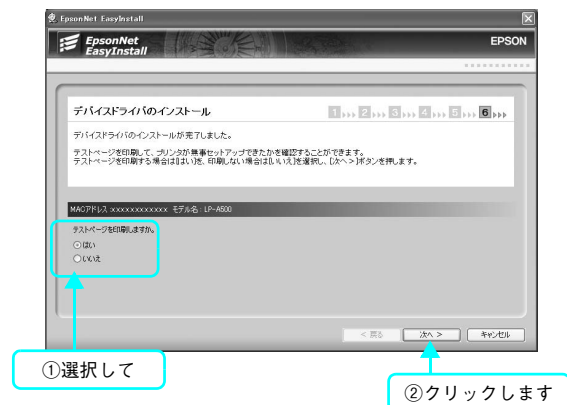 EpsonNet EasyInstall
EpsonNet
EasyInstall
EPSON
デバイスドライバのインストール
1 2 3 4 5 6
デバイスドライバのインストールが完了しました。
テストページを印刷して、プリンタが無事セットアップできたかを確認することができます。
テストページを印刷する場合は[はい]を、印刷しない場合は[いいえ]を選択し、[次へ >]ボタンを押します。
MACアドレス:xxxxxxxxxxxx モデル名:LP-A500
テストページを印刷しますか。
はい
いいえ
< 戻る 次へ > キャンセル
①選択して
②クリックします